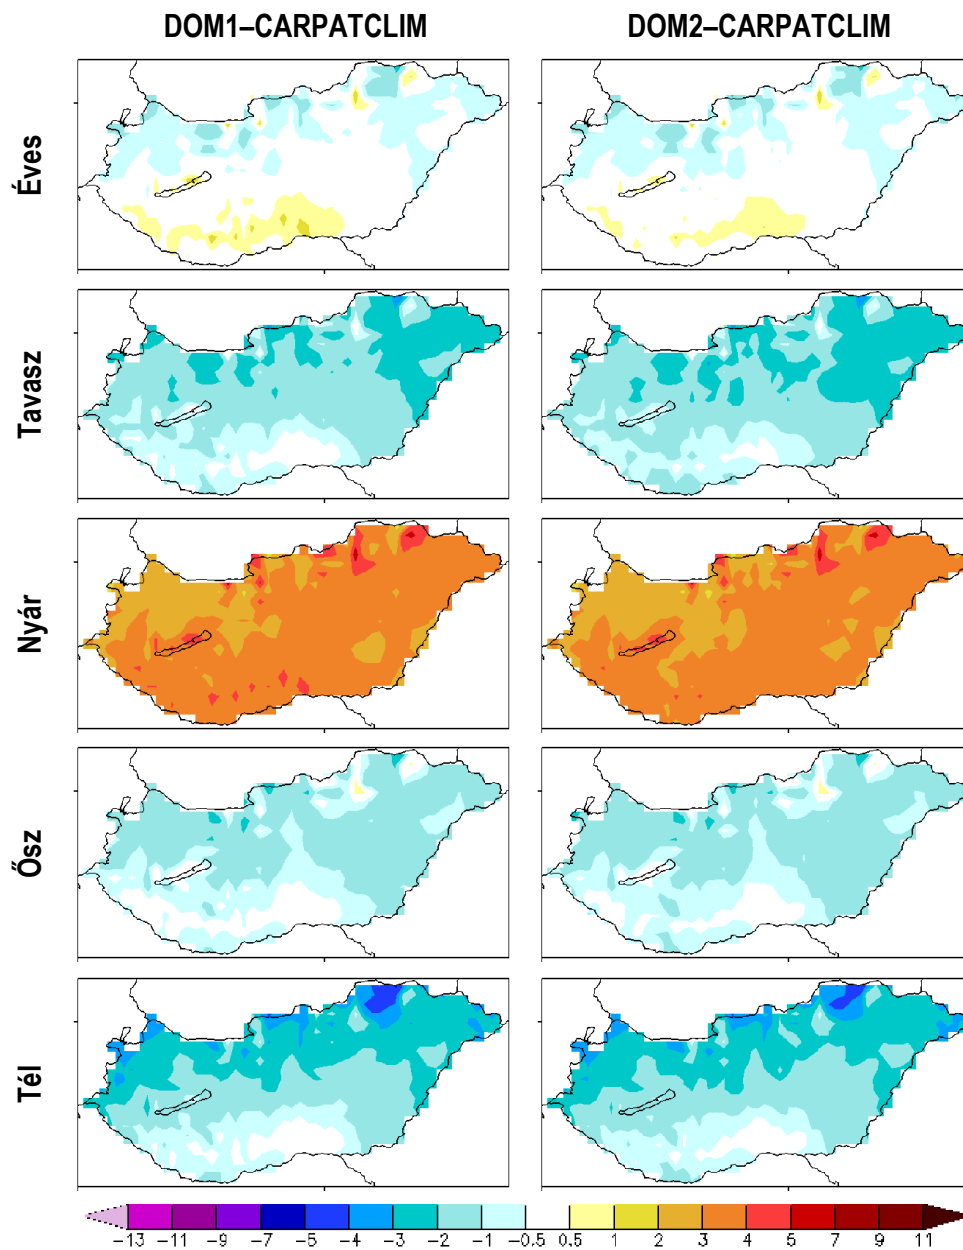 DOM1–CARPATCLIM DOM2–CARPATCLIM
Éves
Tavasz
Nyár
Ősz
Tél
−13 −11 −9 −7 −5 −4 −3 −2 −1 −0.5 0.5 1 2 3 4 5 7 9 11